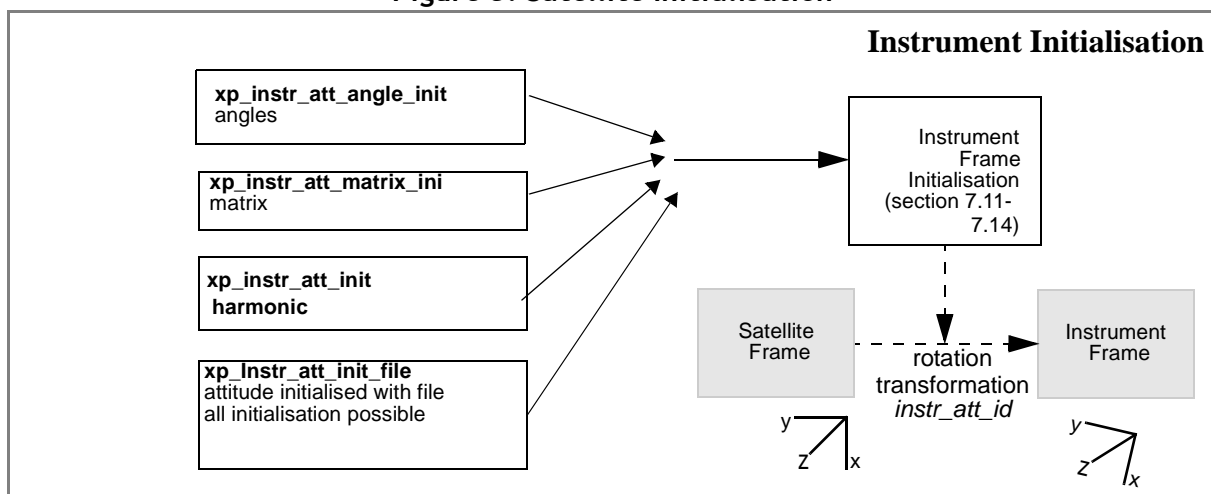 Instrument Initialisation
xp_instr_att_angle_init
angles
xp_instr_att_matrix_ini
matrix
xp_instr_att_init
harmonic
xp_Instr_att_init_file
attitude initialised with file
all initialisation possible
Instrument
Frame
Initialisation
(section 7.11-
7.14)
Satellite
Frame
rotation
transformation
instr_att_id
Instrument
Frame
y
z
x
y
z
x